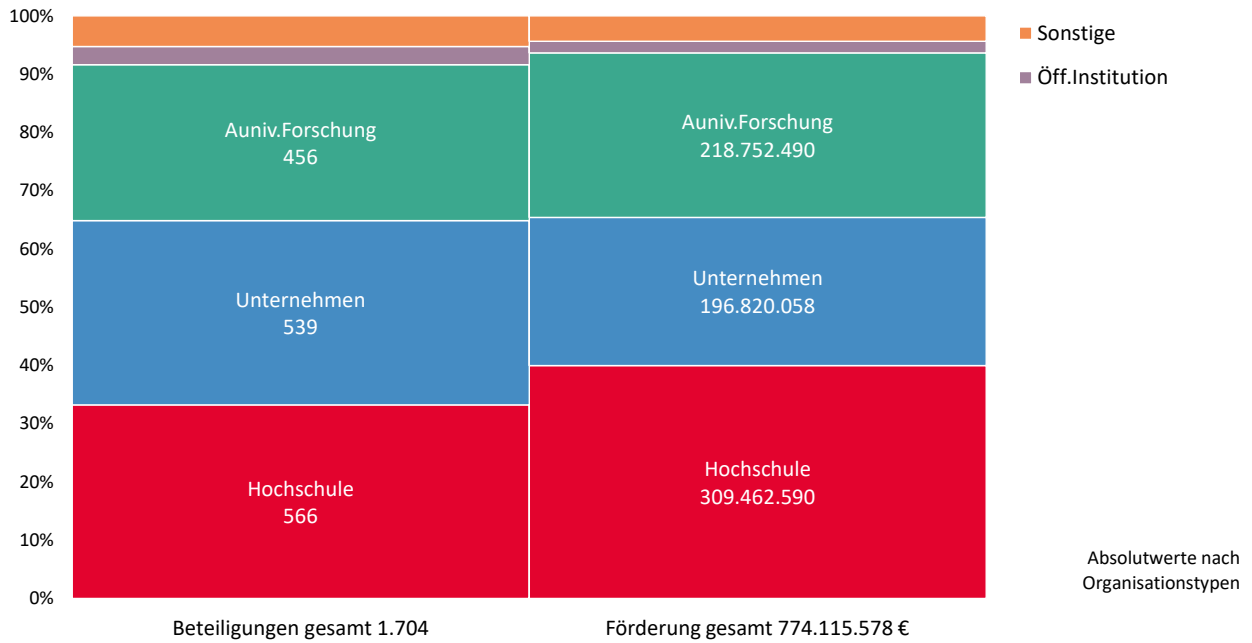 100%
90%
80%
70%
60%
50%
40%
30%
20%
10%
0%
Auniv.Forschung
456
Unternehmen
539
Hochschule
566
Auniv.Forschung
218.752.490
Unternehmen
196.820.058
Hochschule
309.462.590
Beteiligungen gesamt 1.704
Förderung gesamt 774.115.578 €
Sonstige
Öff.Institution
Absolutwerte nach
Organisationstypen